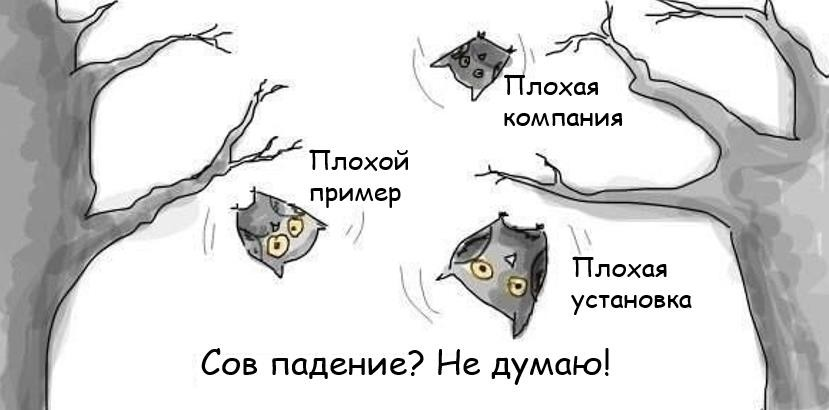 Плохая
компания
Плохой
пример
Плохая
установка
Сов падение? Не думаю!